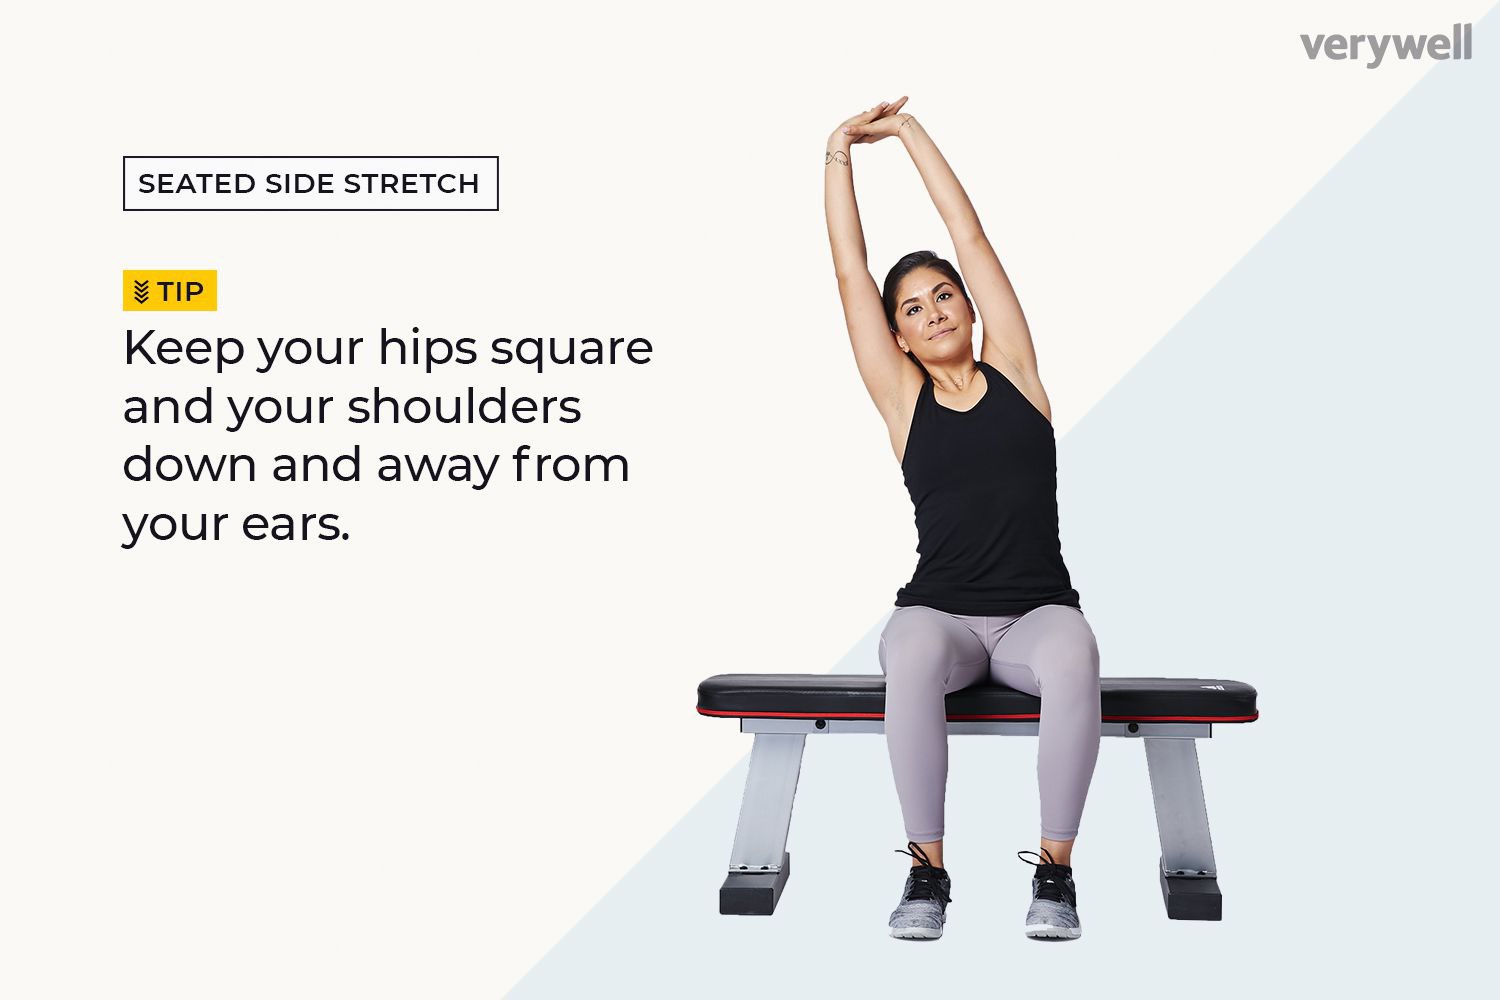 verywell
SEATED SIDE STRETCH
TIP
Keep your hips square
and your shoulders
down and away from
your ears.